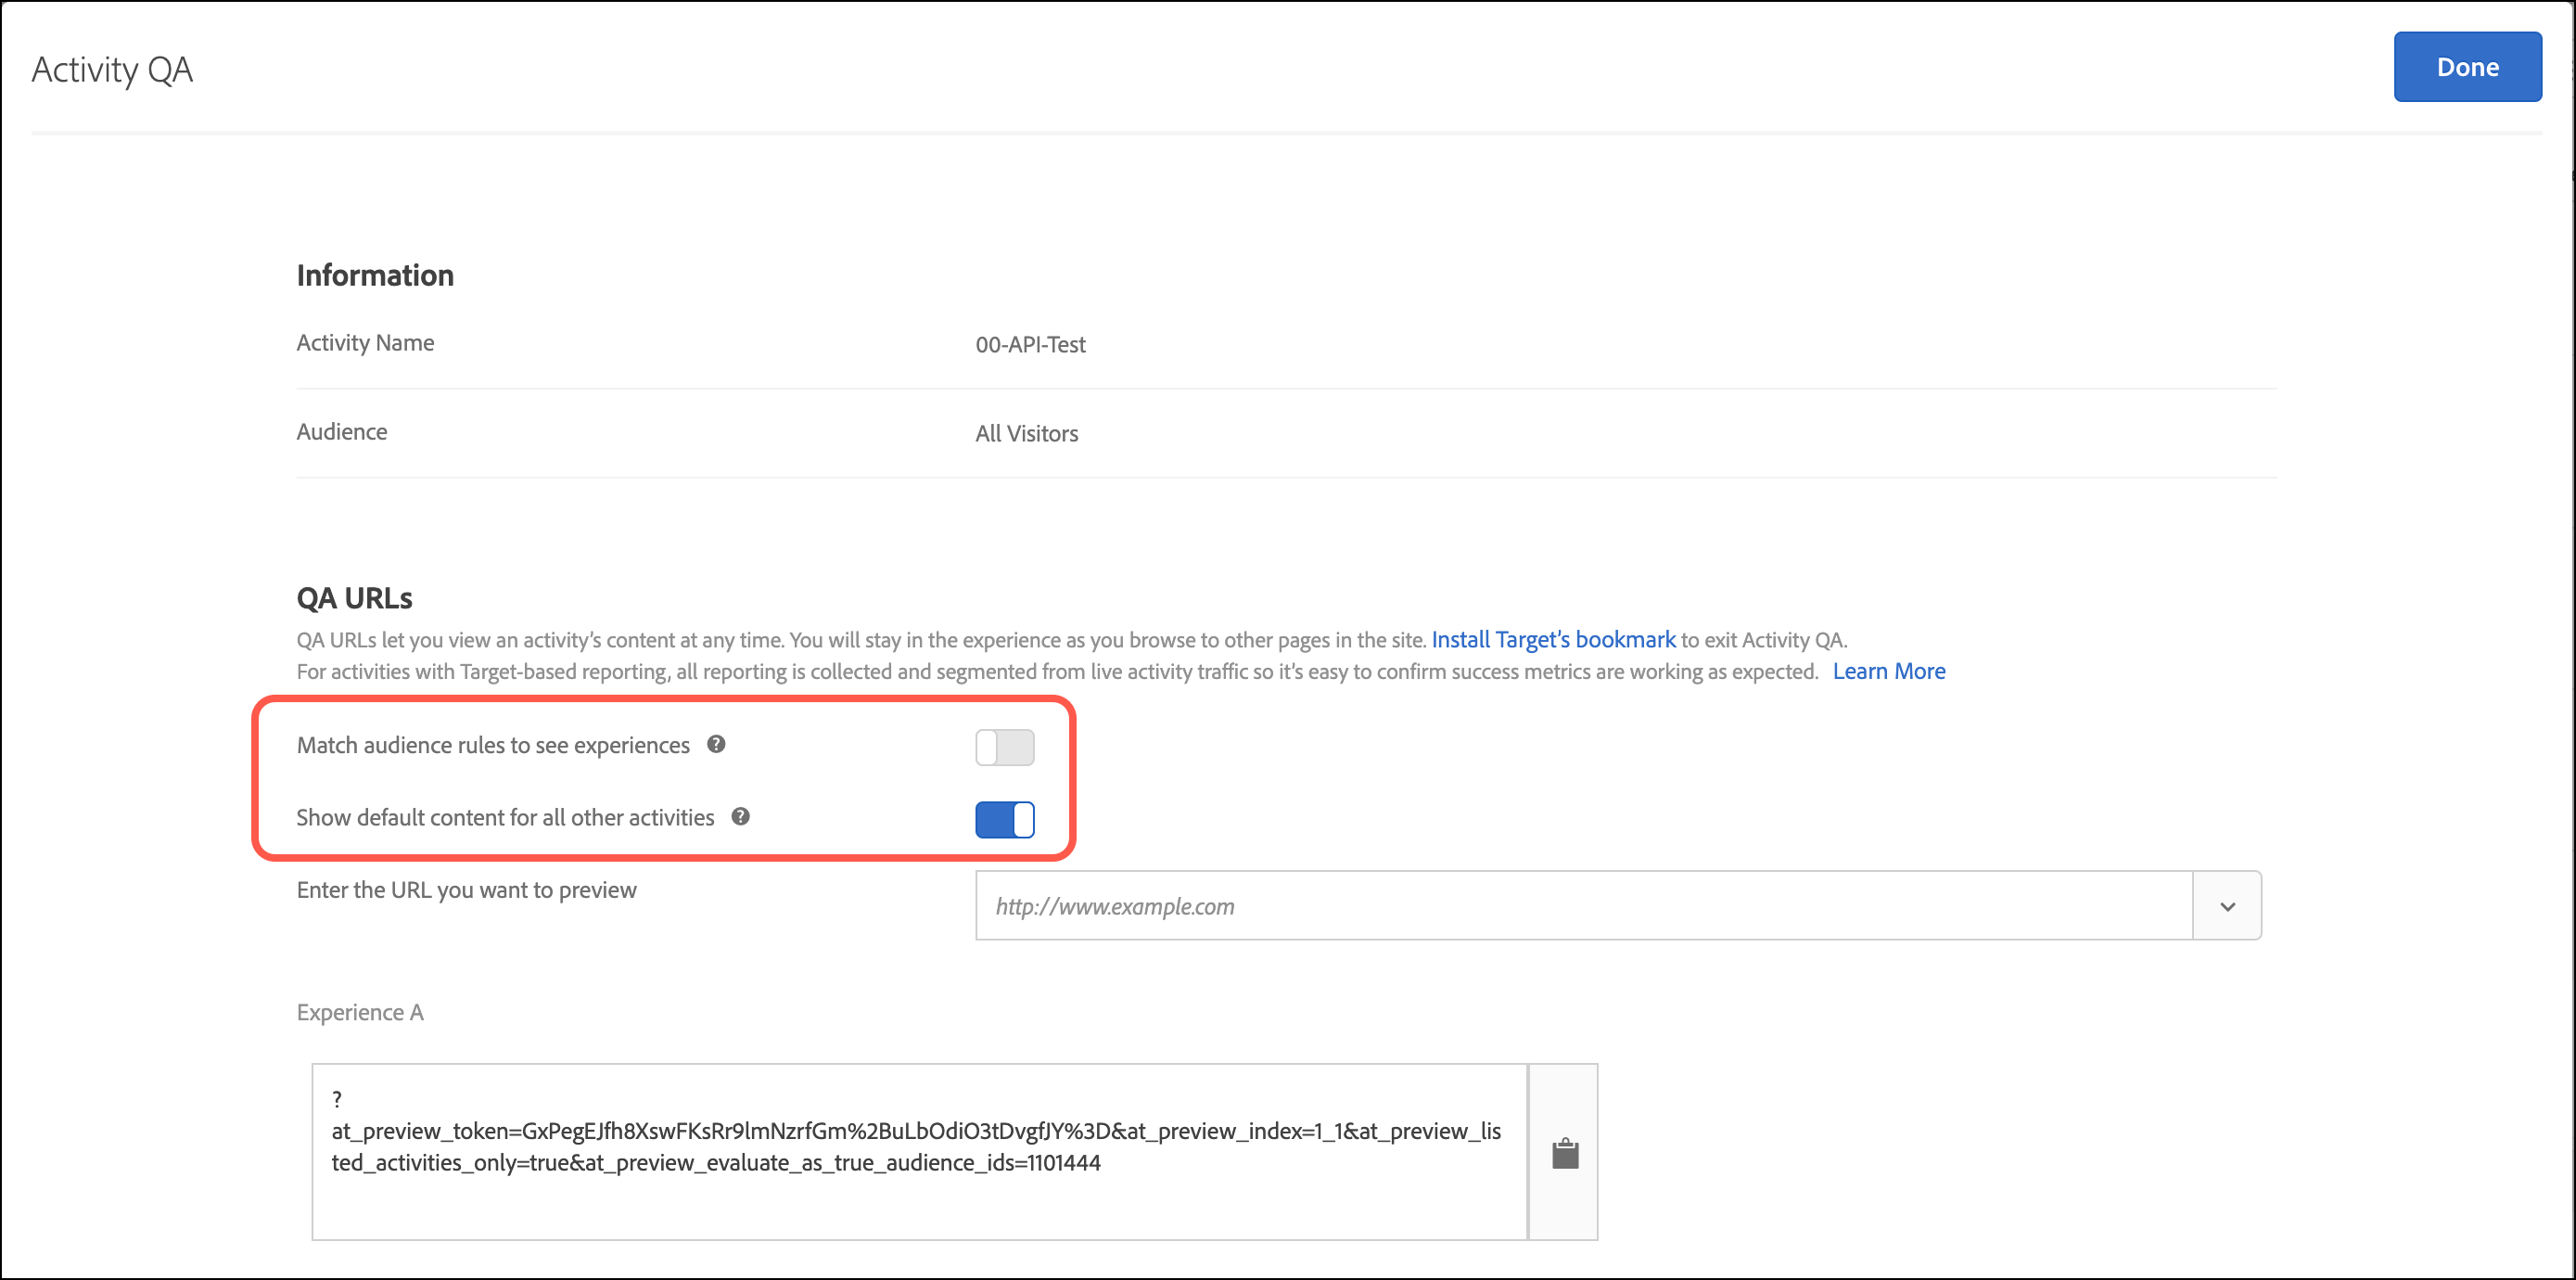 Activity QA
Done
Information
Activity Name
00-API-Test
Audience
All Visitors
QA URLs
QA URLs let you view an activity's content at any time. You will stay in the experience as you browse to other pages in the site. Install Target's bookmark to exit Activity QA.
For activities with Target-based reporting, all reporting is collected and segmented from live activity traffic so it's easy to confirm success metrics are working as expected. Learn More
Match audience rules to see experiences ?
Show default content for all other activities ?
Enter the URL you want to preview
http://www.example.com
Experience A
?
at_preview_token=GxPegEJfh8XswFKsRr9lmNzrfGm%2BuLbOdiO3tDvgfJY%3D&at_preview_index=1_1&at_preview_lis
ted_activities_only=true&at_preview_evaluate_as_true_audience_ids=1101444